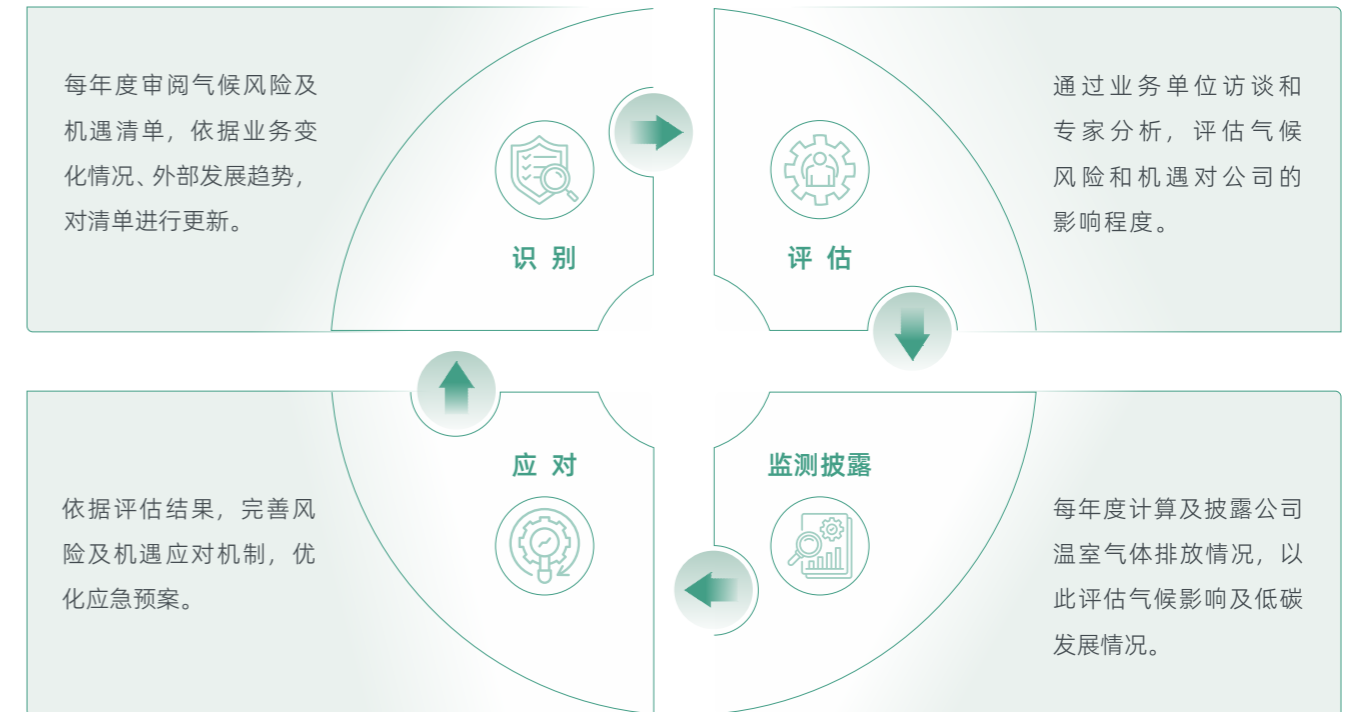 每年度审阅气候风险及
机遇清单，依据业务变
化情况、外部发展趋势，
对清单进行更新。
识别
评估
通过业务单位访谈和
专家分析，评估气候
风险和机遇对公司的
影响程度。
依据评估结果，完善风
险及机遇应对机制，优
化应急预案。
应对
监测披露
每年度计算及披露公司
温室气体排放情况，以
此评估气候影响及低碳
发展情况。